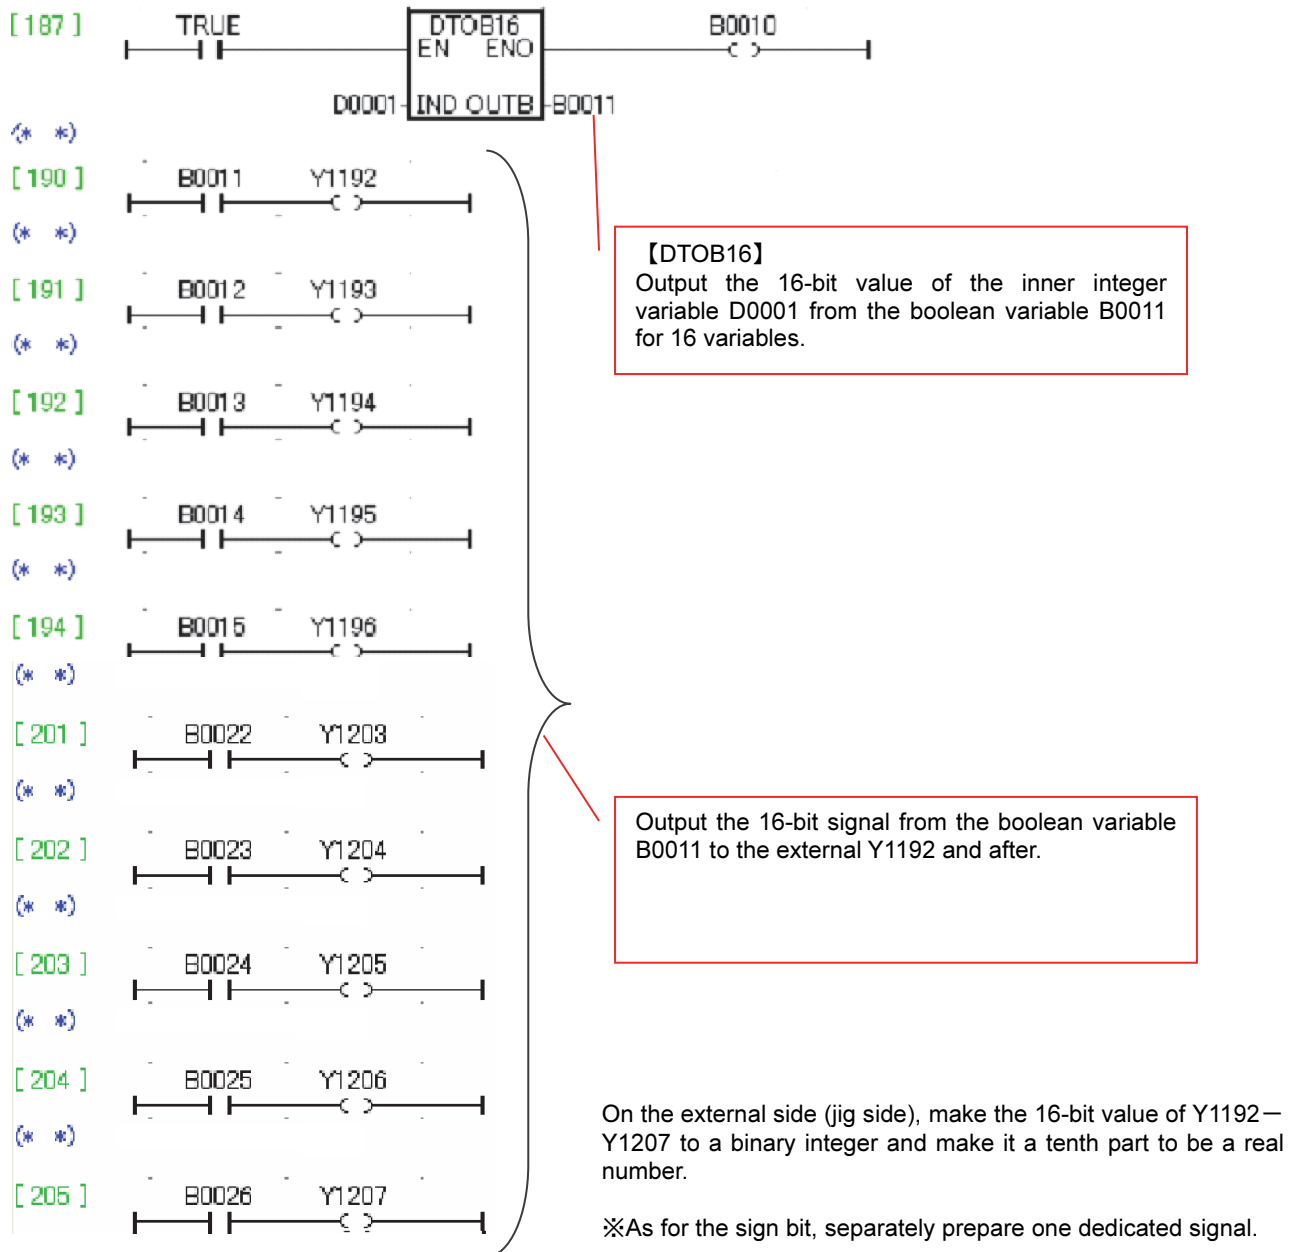 [187] TRUE DTOB16 B0010
EN ENO
D0001 IND OUTB B0011
(* *)
[190] B0011 Y1192
(* *)
[191] B0012 Y1193
(* *)
[192] B0013 Y1194
(* *)
[193] B0014 Y1195
(* *)
[194] B0015 Y1196
(* *)
[201] B0022 Y1203
(* *)
[202] B0023 Y1204
(* *)
[203] B0024 Y1205
(* *)
[204] B0025 Y1206
(* *)
[205] B0026 Y1207
【DTOB16】
Output the 16-bit value of the inner integer
variable D0001 from the boolean variable B0011
for 16 variables.
Output the 16-bit signal from the boolean variable
B0011 to the external Y1192 and after.
On the external side (jig side), make the 16-bit value of Y1192－
Y1207 to a binary integer and make it a tenth part to be a real
number.
※As for the sign bit, separately prepare one dedicated signal.